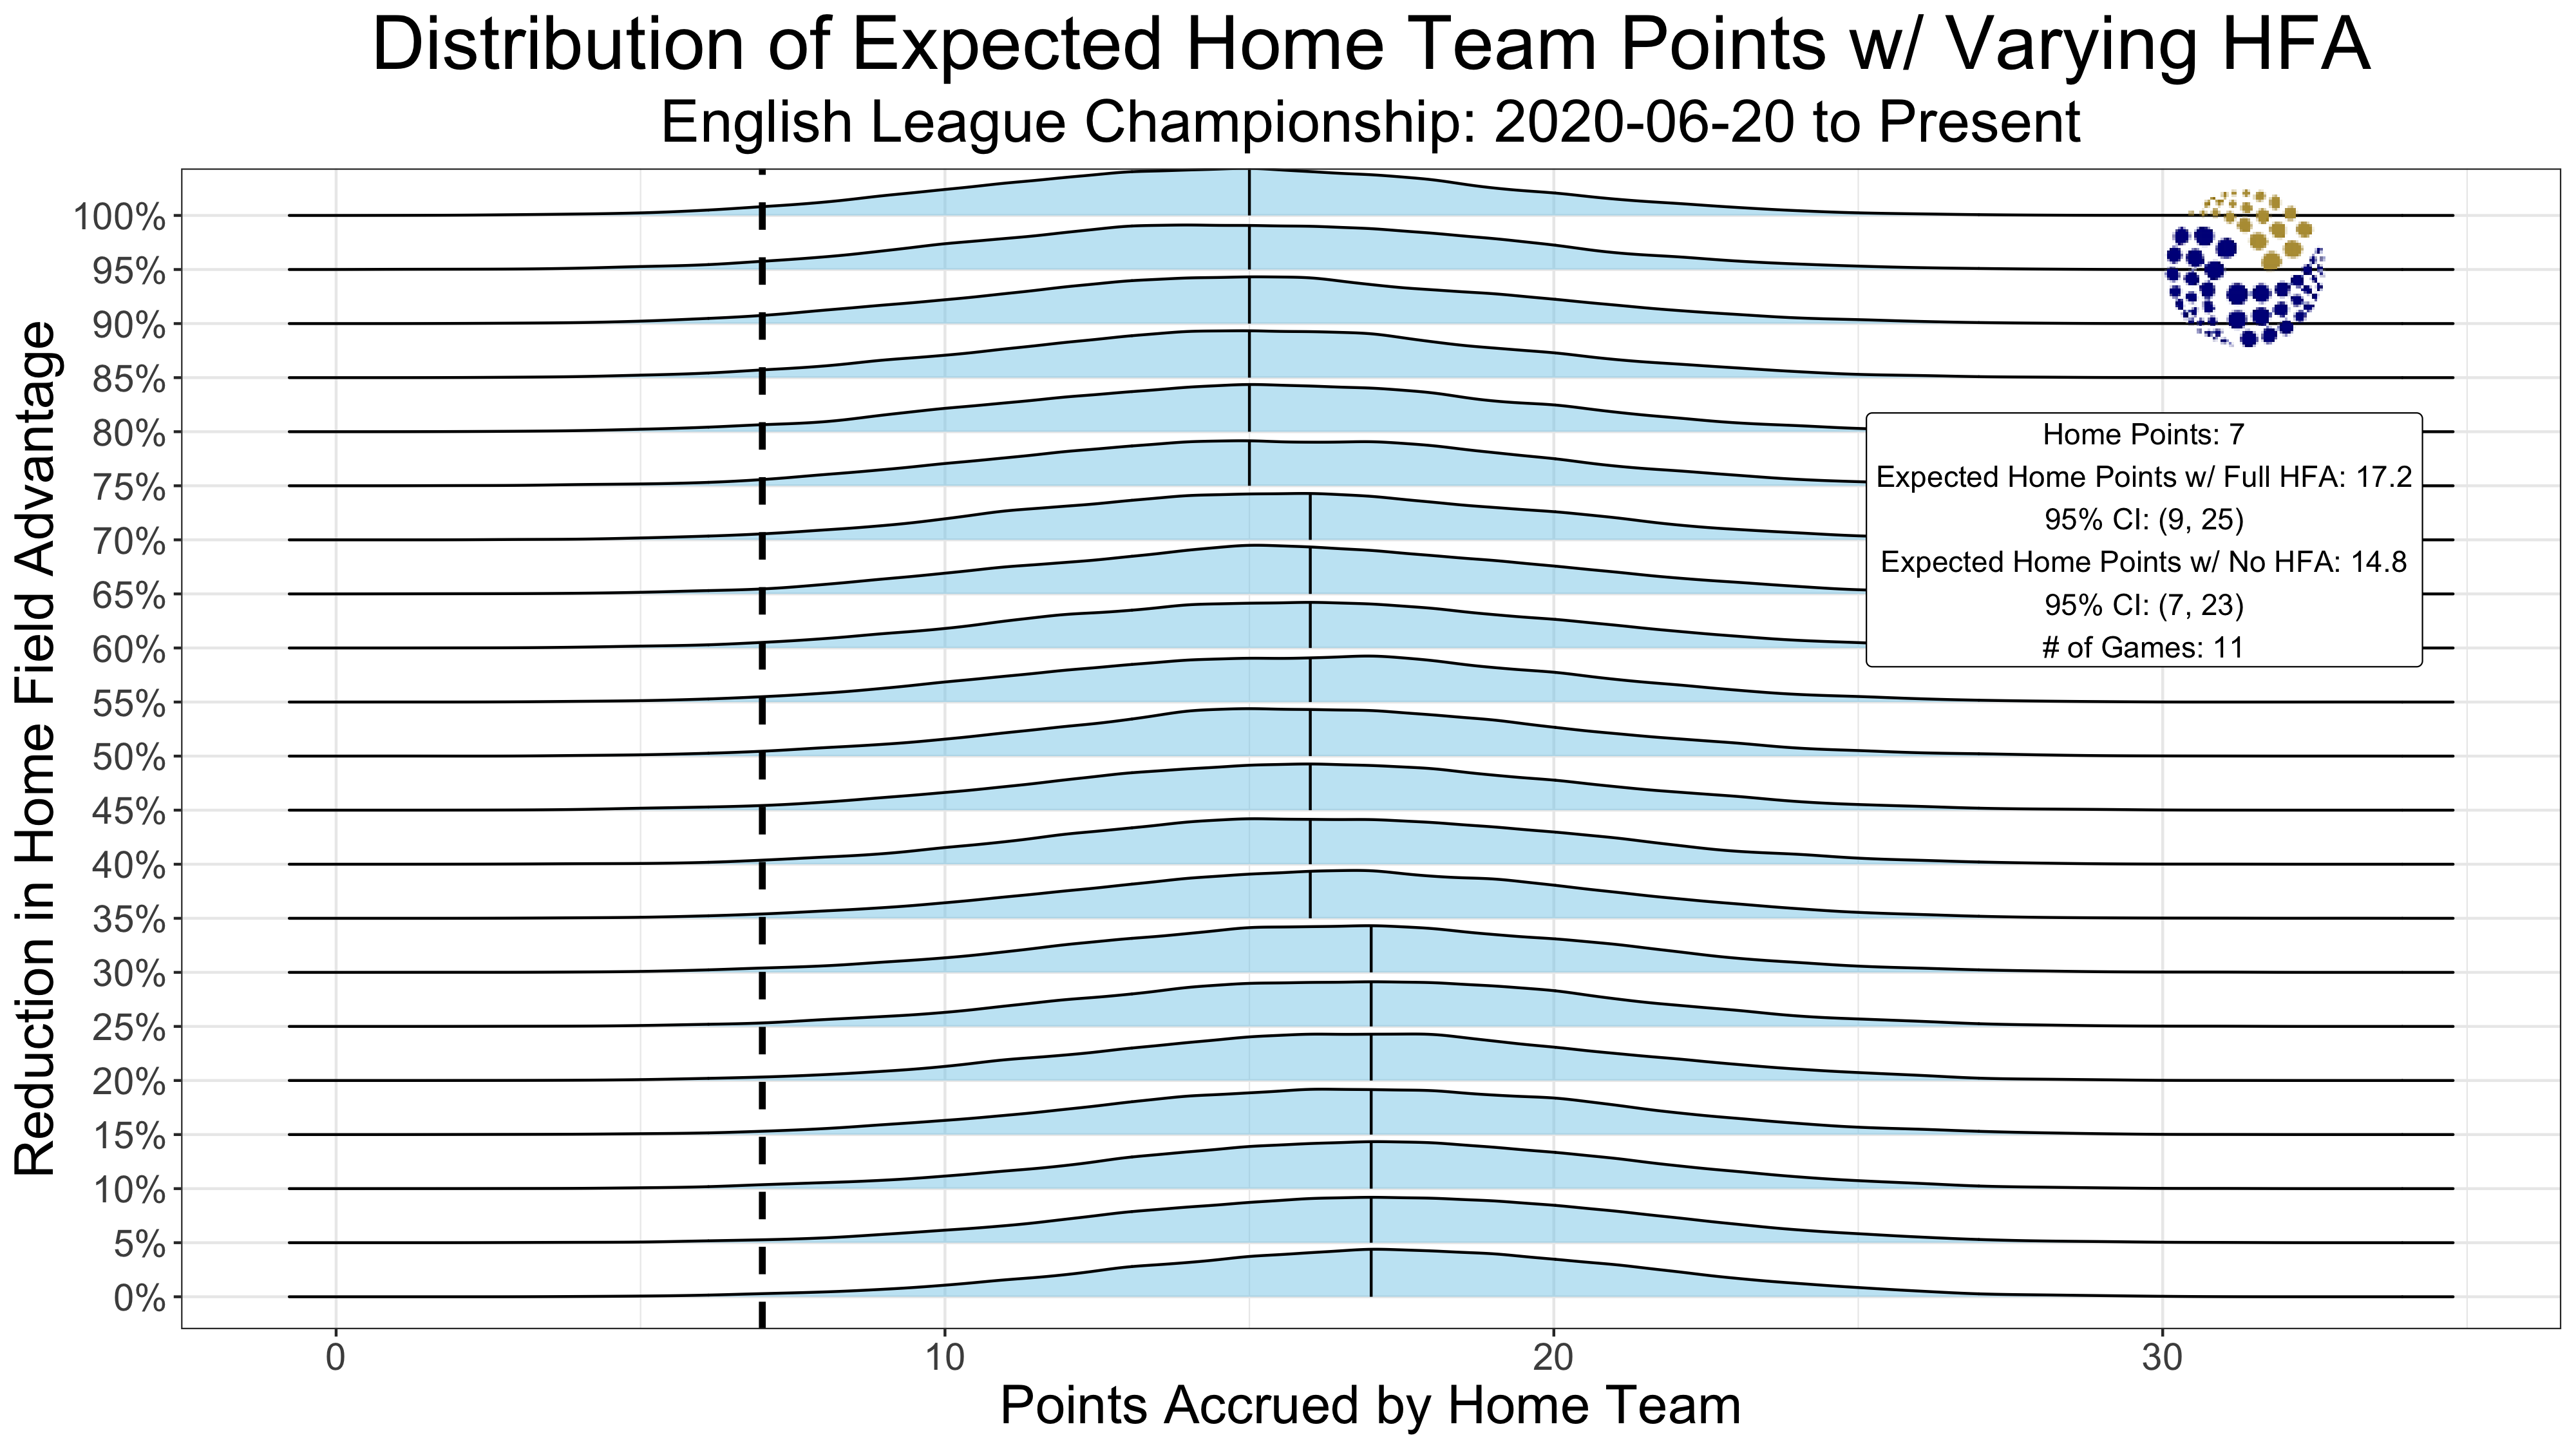 Distribution of Expected Home Team Points w/ Varying HFA
English League Championship: 2020-06-20 to Present
Reduction in Home Field Advantage
100%
95%
90%
85%
80%
75%
70%
65%
60%
55%
50%
45%
40%
35%
30%
25%
20%
15%
10%
5%
0%
Home Points: 7
Expected Home Points w/ Full HFA: 17.2
95% CI: (9, 25)
Expected Home Points w/ No HFA: 14.8
95% CI: (7, 23)
# of Games: 11
0 10 20 30
Points Accrued by Home Team